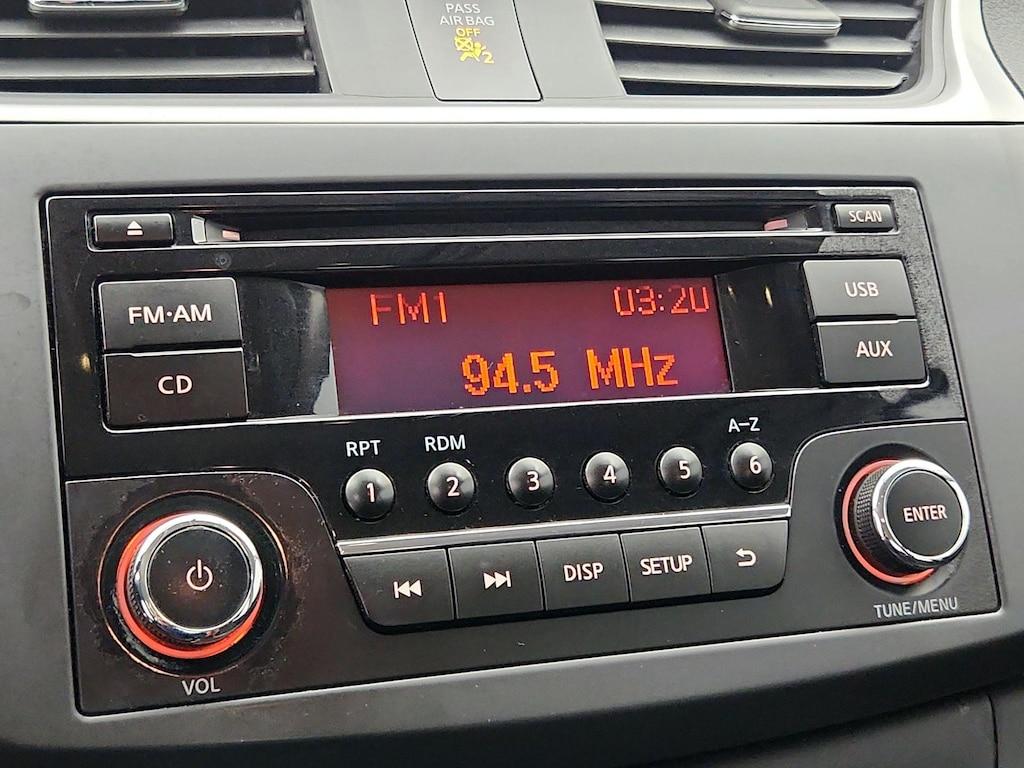 PASS
AIR BAG
OFF
2
SCAN
FM·AM
FM1 03:20
USB
94.5 MHz
AUX
CD
RPT RDM A-Z
1 2 3 4 5 6
ENTER
DISP SETUP
TUNE/MENU
VOL